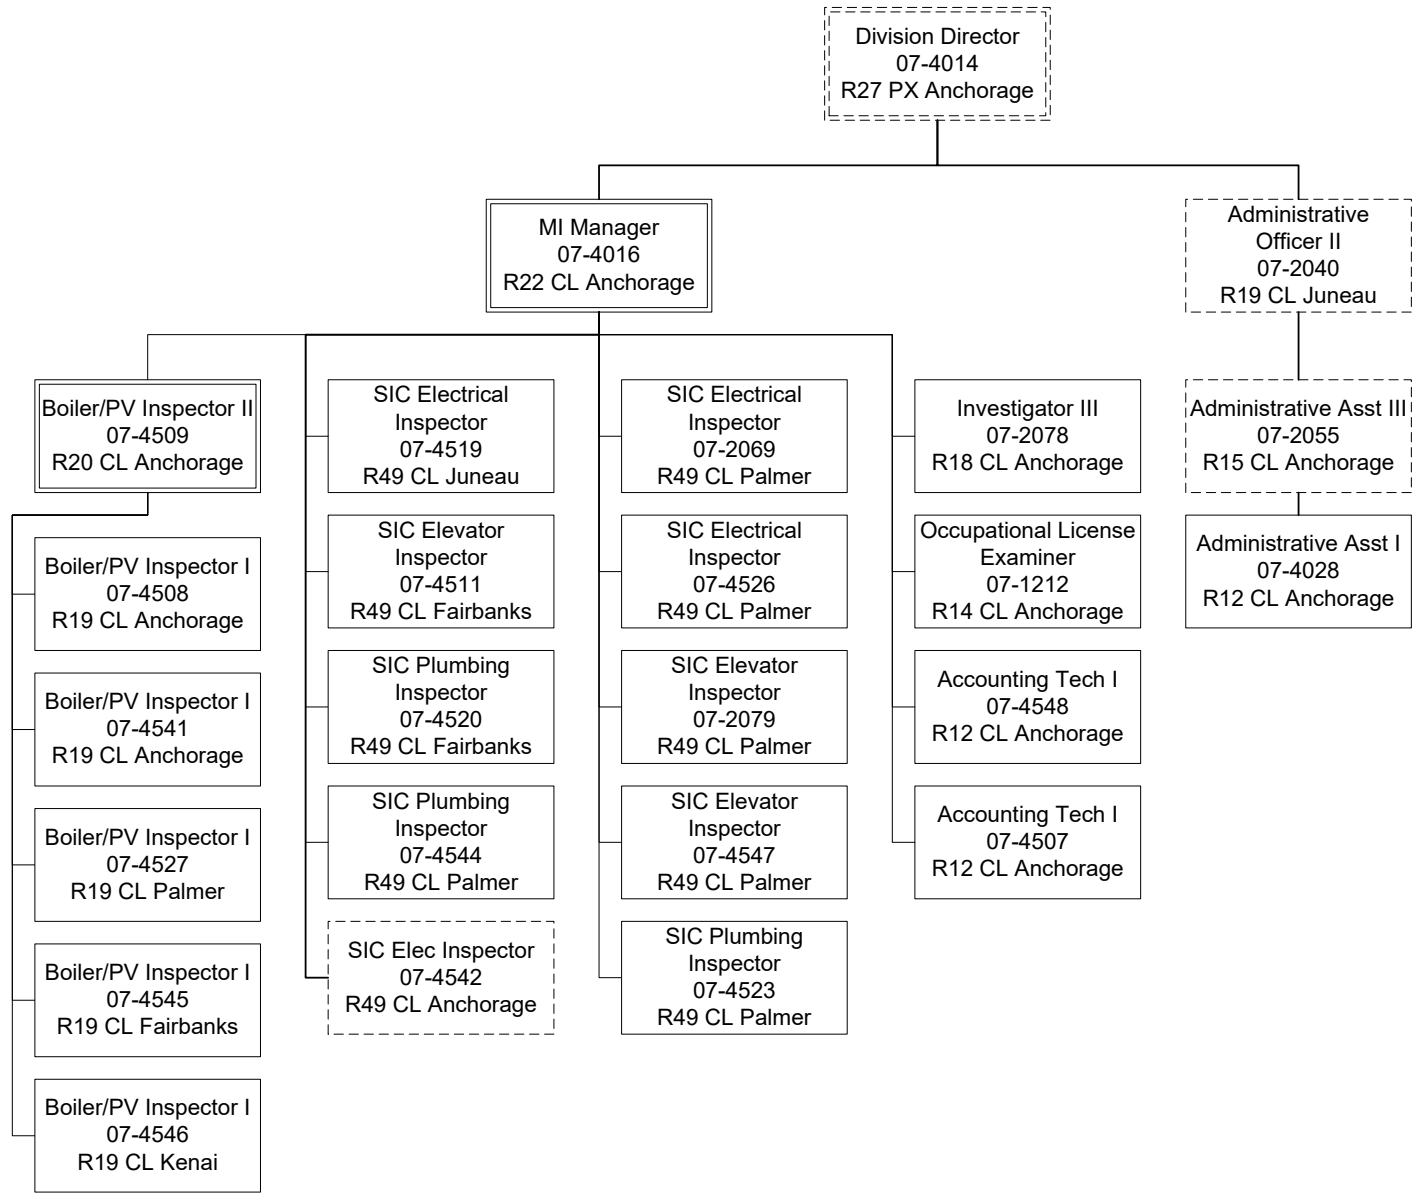 Division Director
07-4014
R27 PX Anchorage
MI Manager
07-4016
R22 CL Anchorage
Administrative
Officer II
07-2040
R19 CL Juneau
Boiler/PV Inspector II
07-4509
R20 CL Anchorage
Boiler/PV Inspector I
07-4508
R19 CL Anchorage
Boiler/PV Inspector I
07-4541
R19 CL Anchorage
Boiler/PV Inspector I
07-4527
R19 CL Palmer
Boiler/PV Inspector I
07-4545
R19 CL Fairbanks
Boiler/PV Inspector I
07-4546
R19 CL Kenai
SIC Electrical
Inspector
07-4519
R49 CL Juneau
SIC Elevator
Inspector
07-4511
R49 CL Fairbanks
SIC Plumbing
Inspector
07-4520
R49 CL Fairbanks
SIC Plumbing
Inspector
07-4544
R49 CL Palmer
SIC Elec Inspector
07-4542
R49 CL Anchorage
SIC Electrical
Inspector
07-2069
R49 CL Palmer
SIC Electrical
Inspector
07-4526
R49 CL Palmer
SIC Elevator
Inspector
07-2079
R49 CL Palmer
SIC Elevator
Inspector
07-4547
R49 CL Palmer
SIC Plumbing
Inspector
07-4523
R49 CL Palmer
Investigator III
07-2078
R18 CL Anchorage
Occupational License
Examiner
07-1212
R14 CL Anchorage
Accounting Tech I
07-4548
R12 CL Anchorage
Accounting Tech I
07-4507
R12 CL Anchorage
Administrative Asst III
07-2055
R15 CL Anchorage
Administrative Asst I
07-4028
R12 CL Anchorage